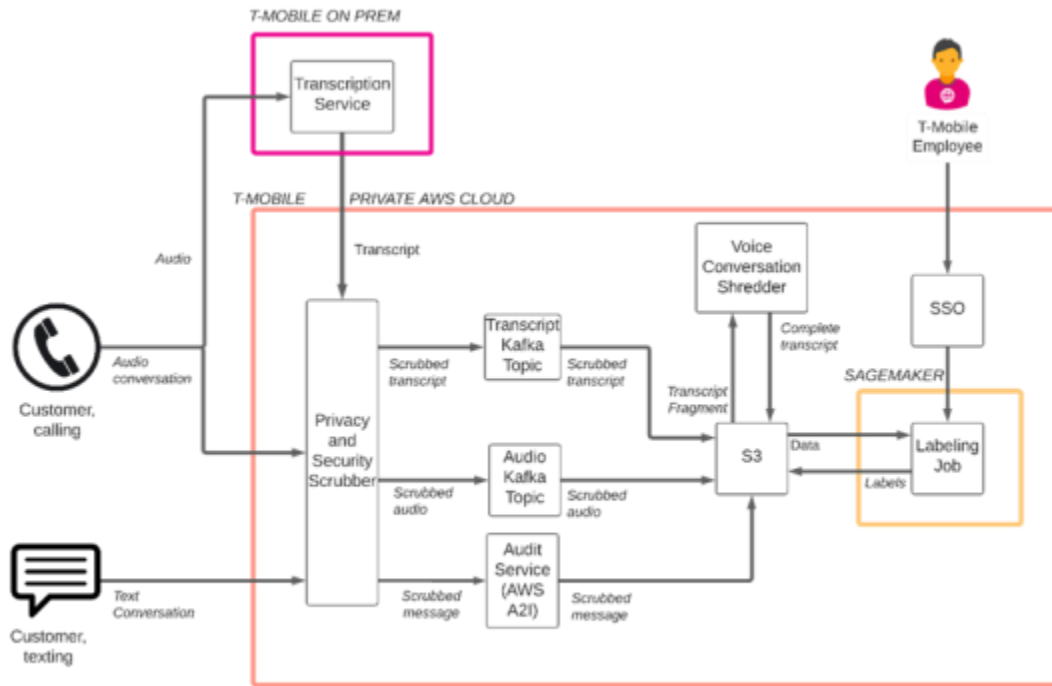 T-MOBILE ON PREM
Transcription
Service
T-Mobile
Employee
T-MOBILE
PRIVATE AWS CLOUD
Transcript
Audio
Voice
Conversation
Shredder
SSO
Customer,
calling
Audio
conversation
Privacy
and
Security
Scrubber
Scrubbed
transcript
Transcript
Kafka
Topic
Scrubbed
transcript
Transcript
Fragment
Complete
transcript
SAGEMAKER
S3
Data
Labels
Labeling
Job
Scrubbed
audio
Audio
Kafka
Topic
Scrubbed
audio
Customer,
texting
Text
Conversation
Scrubbed
message
Audit
Service
(AWS
A2I)
Scrubbed
message